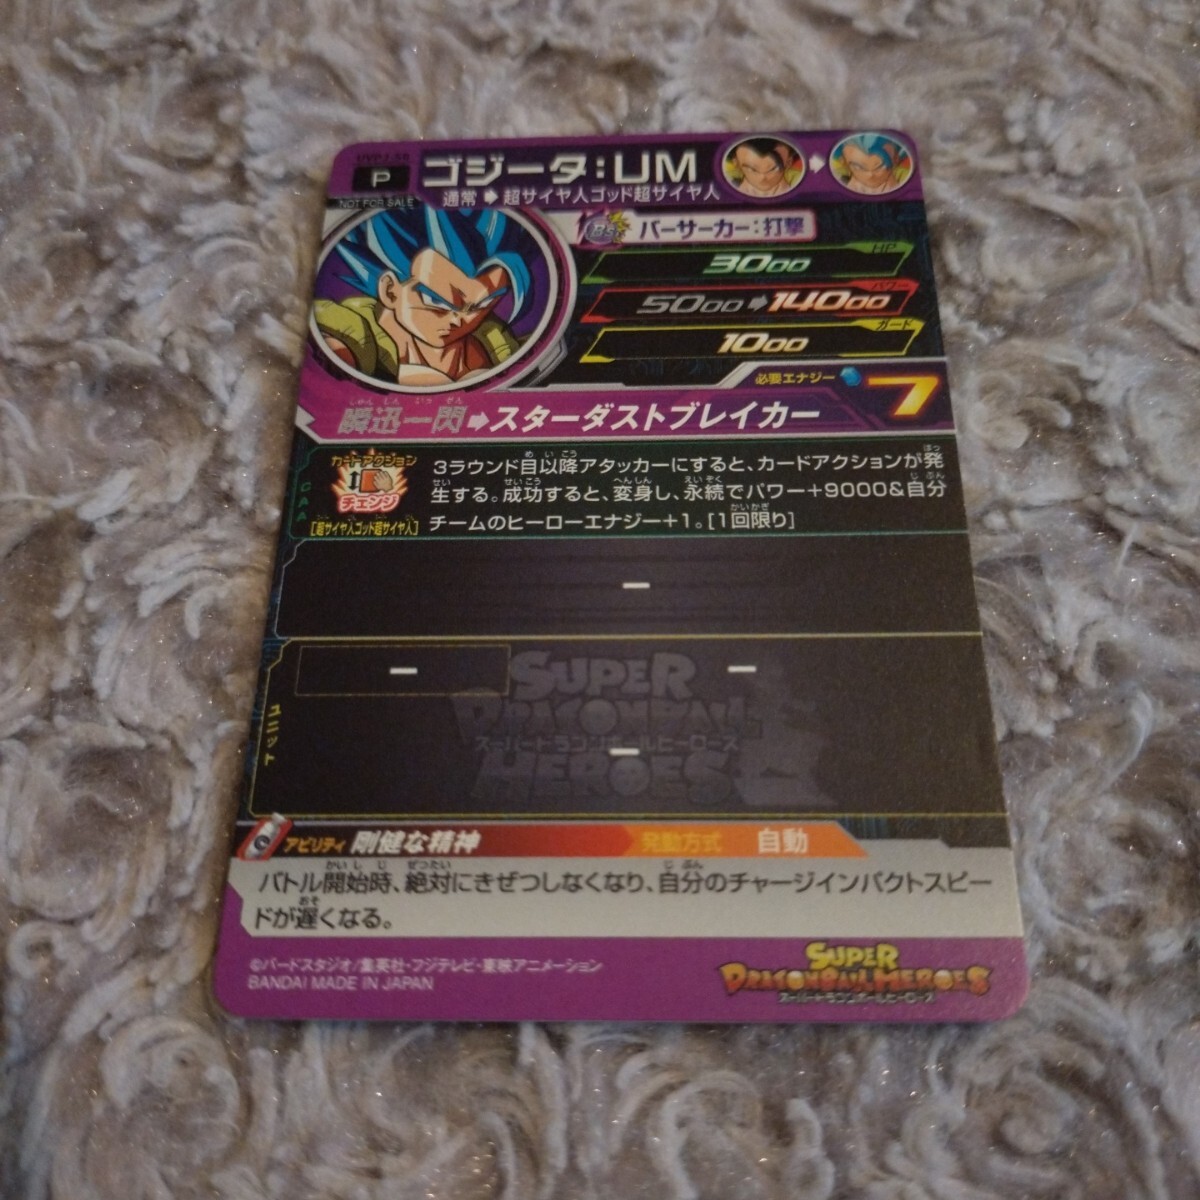 P
ゴジータ:UM
NOT FOR SALE
通常➡超サイヤ人ゴッド超サイヤ人
バーサーカー:打撃
HP
3000
パワー
5000➡14000
ガード
1000
必要エナジー
7
しゅん じん いっ せん
瞬迅一閃➡スターダストブレイカー
CAA
カードアクション
チェンジ
[超サイヤ人ゴッド超サイヤ人]
3ラウンド目以降アタッカーにすると、カードアクションが発
生する。成功すると、変身し、永続でパワー+9000&自分
チームのヒーローエナジー+1。[1回限り]
ー
ユニット
ー
ー
ー
SUPER
DRAGONBALL
スーパードラゴンボールヒーローズ
HEROES
アビリティ 剛健な精神
発動方式 自動
バトル開始時、絶対にきぜつしなくなり、自分のチャージインパクトスピー
ドが遅くなる。
©バードスタジオ/集英社・フジテレビ・東映アニメーション
BANDAI MADE IN JAPAN
SUPER
DRAGONBALL HEROES
スーパードラゴンボールヒーローズ